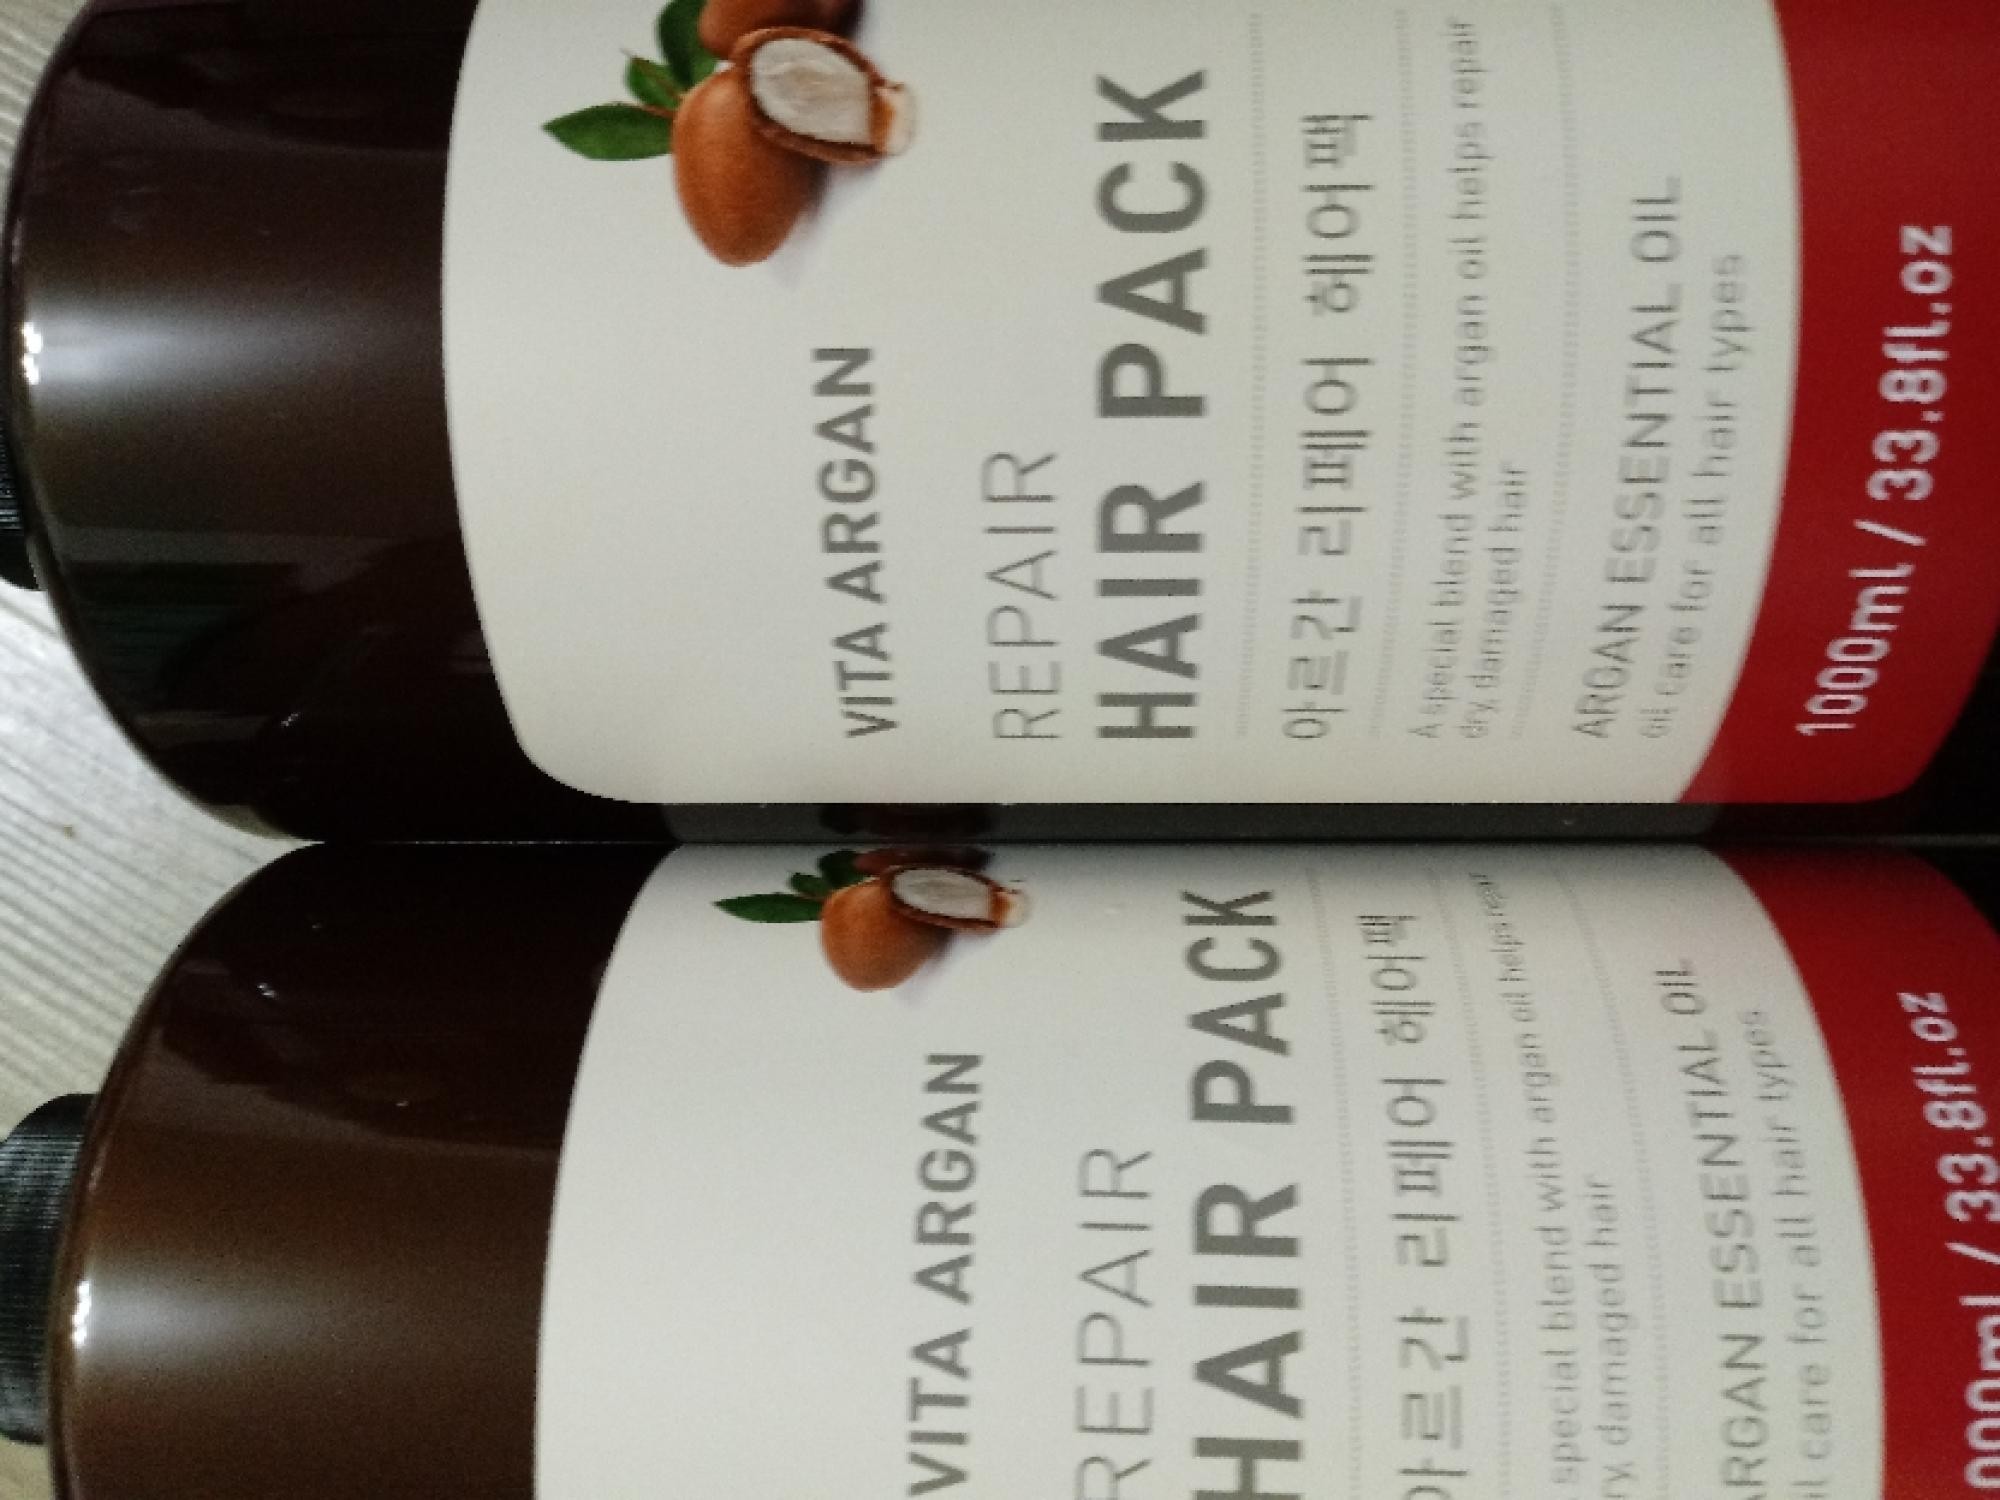 VITA ARGAN
REPAIR
HAIR PACK
아르간 리페어 헤어팩
A special blend with argan oil helps repair
dry, damaged hair
ARGAN ESSENTIAL OIL
oil care for all hair types
1000ml / 33.8fl.oz
VITA ARGAN
REPAIR
HAIR PACK
아르간 리페어 헤어팩
special blend with argan oil helps repair
ry, damaged hair
ARGAN ESSENTIAL OIL
il care for all hair types
000ml / 33.8fl.oz